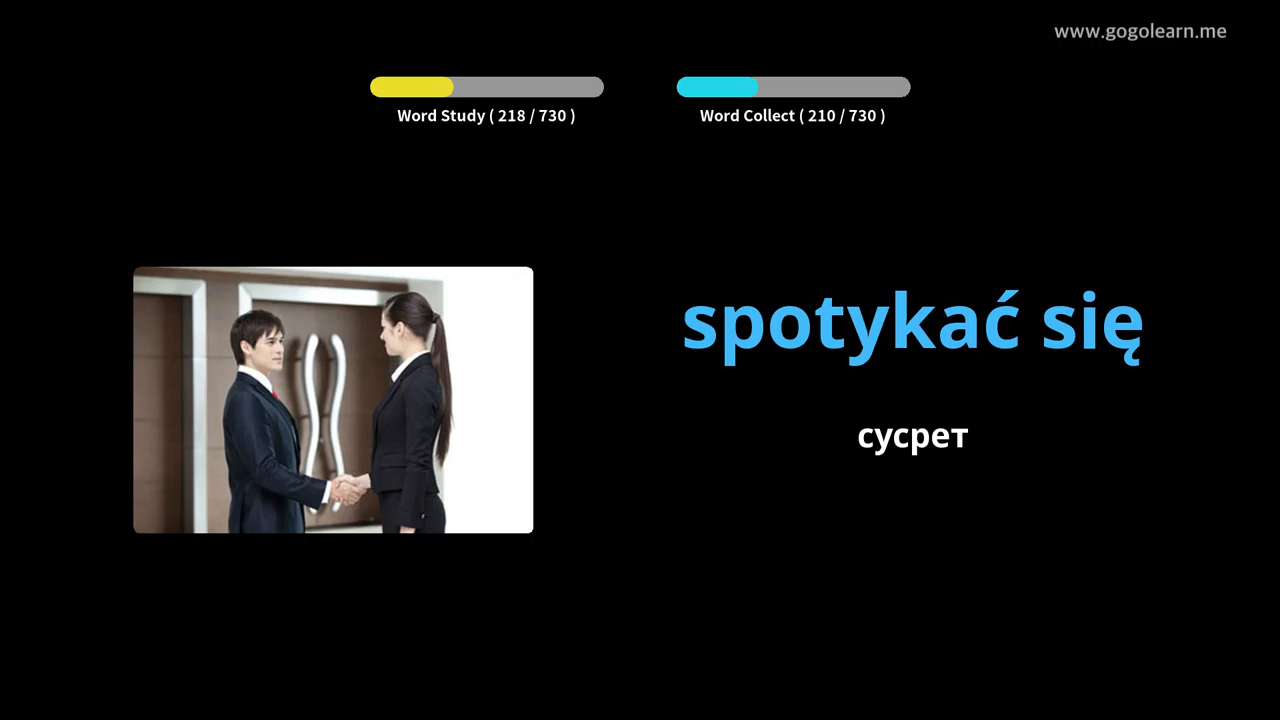 www.gogolearn.me
Word Study ( 218 / 730 )
Word Collect ( 210 / 730 )
spotykać się
сусрет